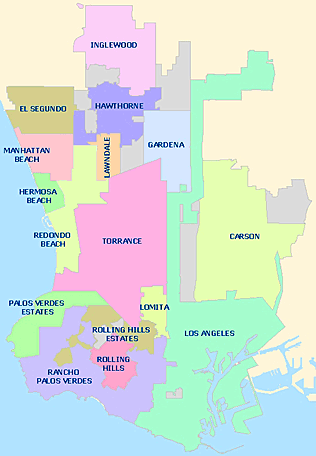 INGLEWOOD
EL SEGUNDO
HAWTHORNE
LAWNDALE
GARDENA
MANHATTAN
BEACH
HERMOSA
BEACH
REDONDO
BEACH
TORRANCE
CARSON
PALOS VERDES
ESTATES
LOMITA
ROLLING HILLS
ESTATES
LOS ANGELES
ROLLING
HILLS
RANCHO
PALOS VERDES